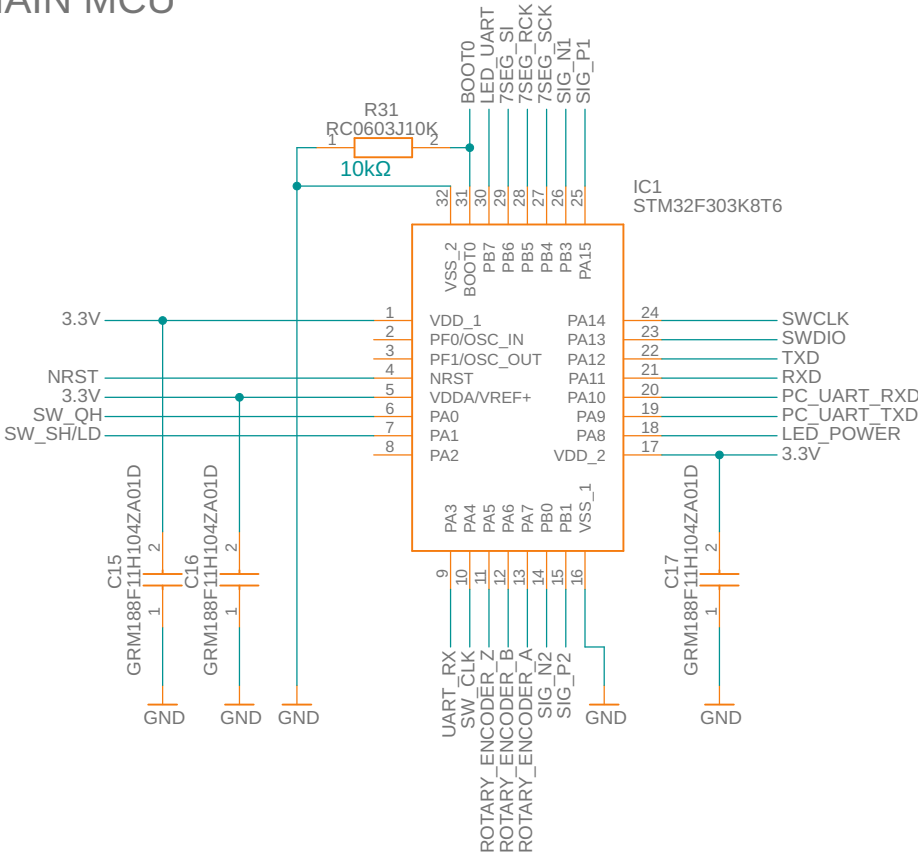 MAIN MCU
BOOT0
LED_UART
7SEG_SI
7SEG_RCK
7SEG_SCK
SIG_N1
SIG_P1
R31
RC0603J10K
1
2
10kΩ
32
31
30
29
28
27
26
25
IC1
STM32F303K8T6
VSS_2
BOOT0
PB7
PB6
PB5
PB4
PB3
PA15
3.3V
1
VDD_1
2
PF0/OSC_IN
3
PF1/OSC_OUT
NRST
4
NRST
3.3V
5
VDDA/VREF+
SW_QH
6
PA0
SW_SH/LD
7
PA1
8
PA2
PA14
24
SWCLK
PA13
23
SWDIO
PA12
22
TXD
PA11
21
RXD
PA10
20
PC_UART_RXD
PA9
19
PC_UART_TXD
PA8
18
LED_POWER
VDD_2
17
3.3V
PA3
PA4
PA5
PA6
PA7
PB0
PB1
VSS_1
9
10
11
12
13
14
15
16
UART_RX
SW_CLK
ROTARY_ENCODER_Z
ROTARY_ENCODER_B
ROTARY_ENCODER_A
SIG_N2
SIG_P2
C15
GRM188F11H104ZA01D
2
1
C16
GRM188F11H104ZA01D
2
1
C17
GRM188F11H104ZA01D
2
1
GND
GND
GND
GND
GND